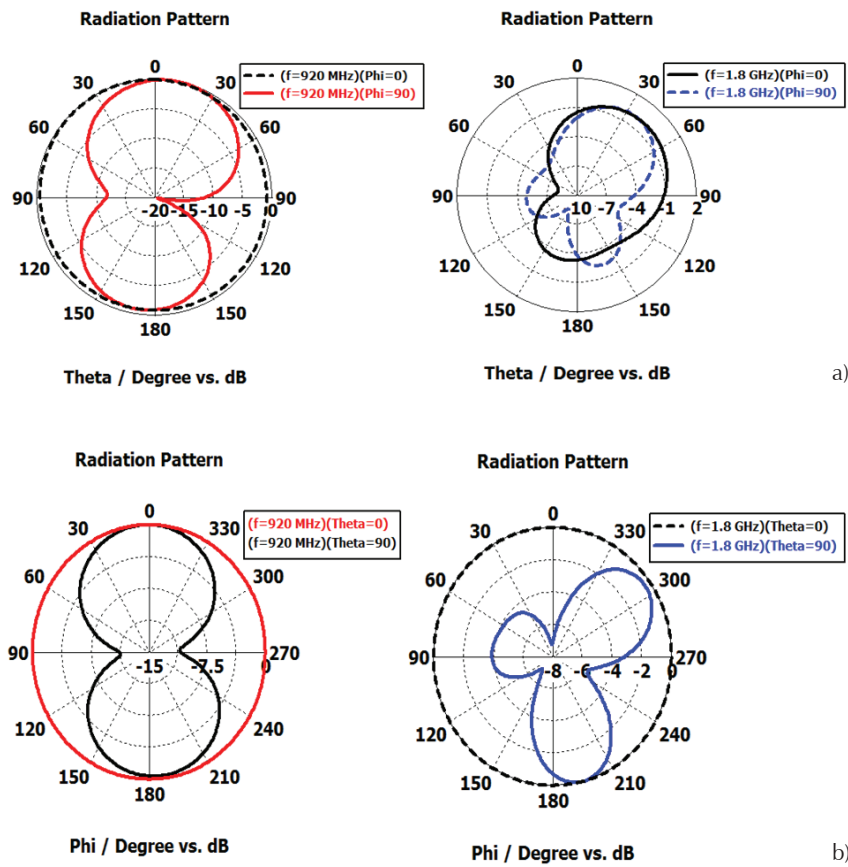 Radiation Pattern
0
30
30
60
60
90
90
120
120
150
150
180
-20 -15 -10 -5 0
(f=920 MHz)(Phi=0)
(f=920 MHz)(Phi=90)
Theta / Degree vs. dB
Radiation Pattern
0
30
30
60
60
90
90
120
120
150
150
180
10 -7 -4 -1 2
(f=1.8 GHz)(Phi=0)
(f=1.8 GHz)(Phi=90)
Theta / Degree vs. dB
a)
Radiation Pattern
0
30
330
60
300
90
270
120
240
150
210
180
-15 -7.5 0
(f=920 MHz)(Theta=0)
(f=920 MHz)(Theta=90)
Phi / Degree vs. dB
Radiation Pattern
0
30
330
60
300
90
270
120
240
150
210
180
-8 -6 -4 -2 0
(f=1.8 GHz)(Theta=0)
(f=1.8 GHz)(Theta=90)
Phi / Degree vs. dB
b)